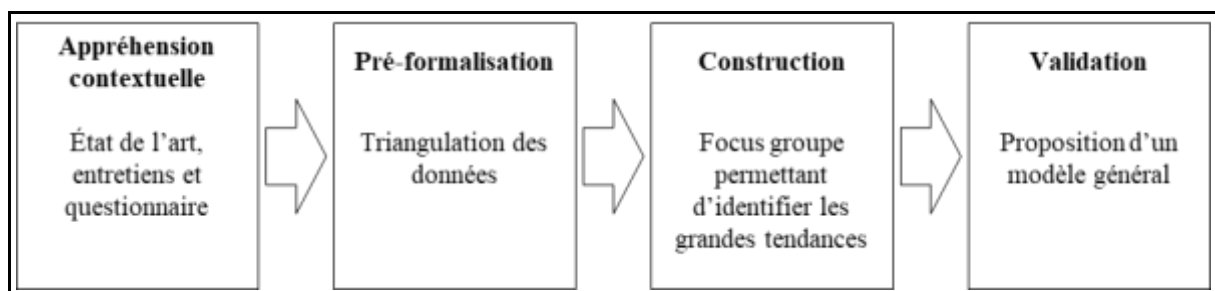 Appréhension
contextuelle
État de l’art,
entretiens et
questionnaire
Pré-formalisation
Triangulation des
données
Construction
Focus groupe
permettant
d’identifier les
grandes tendances
Validation
Proposition d’un
modèle général